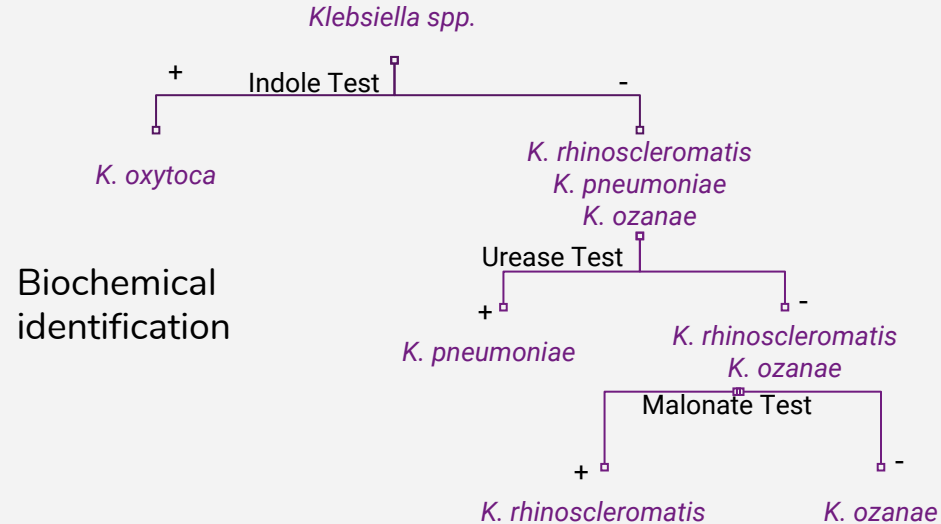 Klebsiella spp.
+
Indole Test
-
K. oxytoca
K. rhinoscleromatis
K. pneumoniae
K. ozanae
Biochemical
identification
Urease Test
+
-
K. pneumoniae
K. rhinoscleromatis
K. ozanae
Malonate Test
+
-
K. rhinoscleromatis
K. ozanae